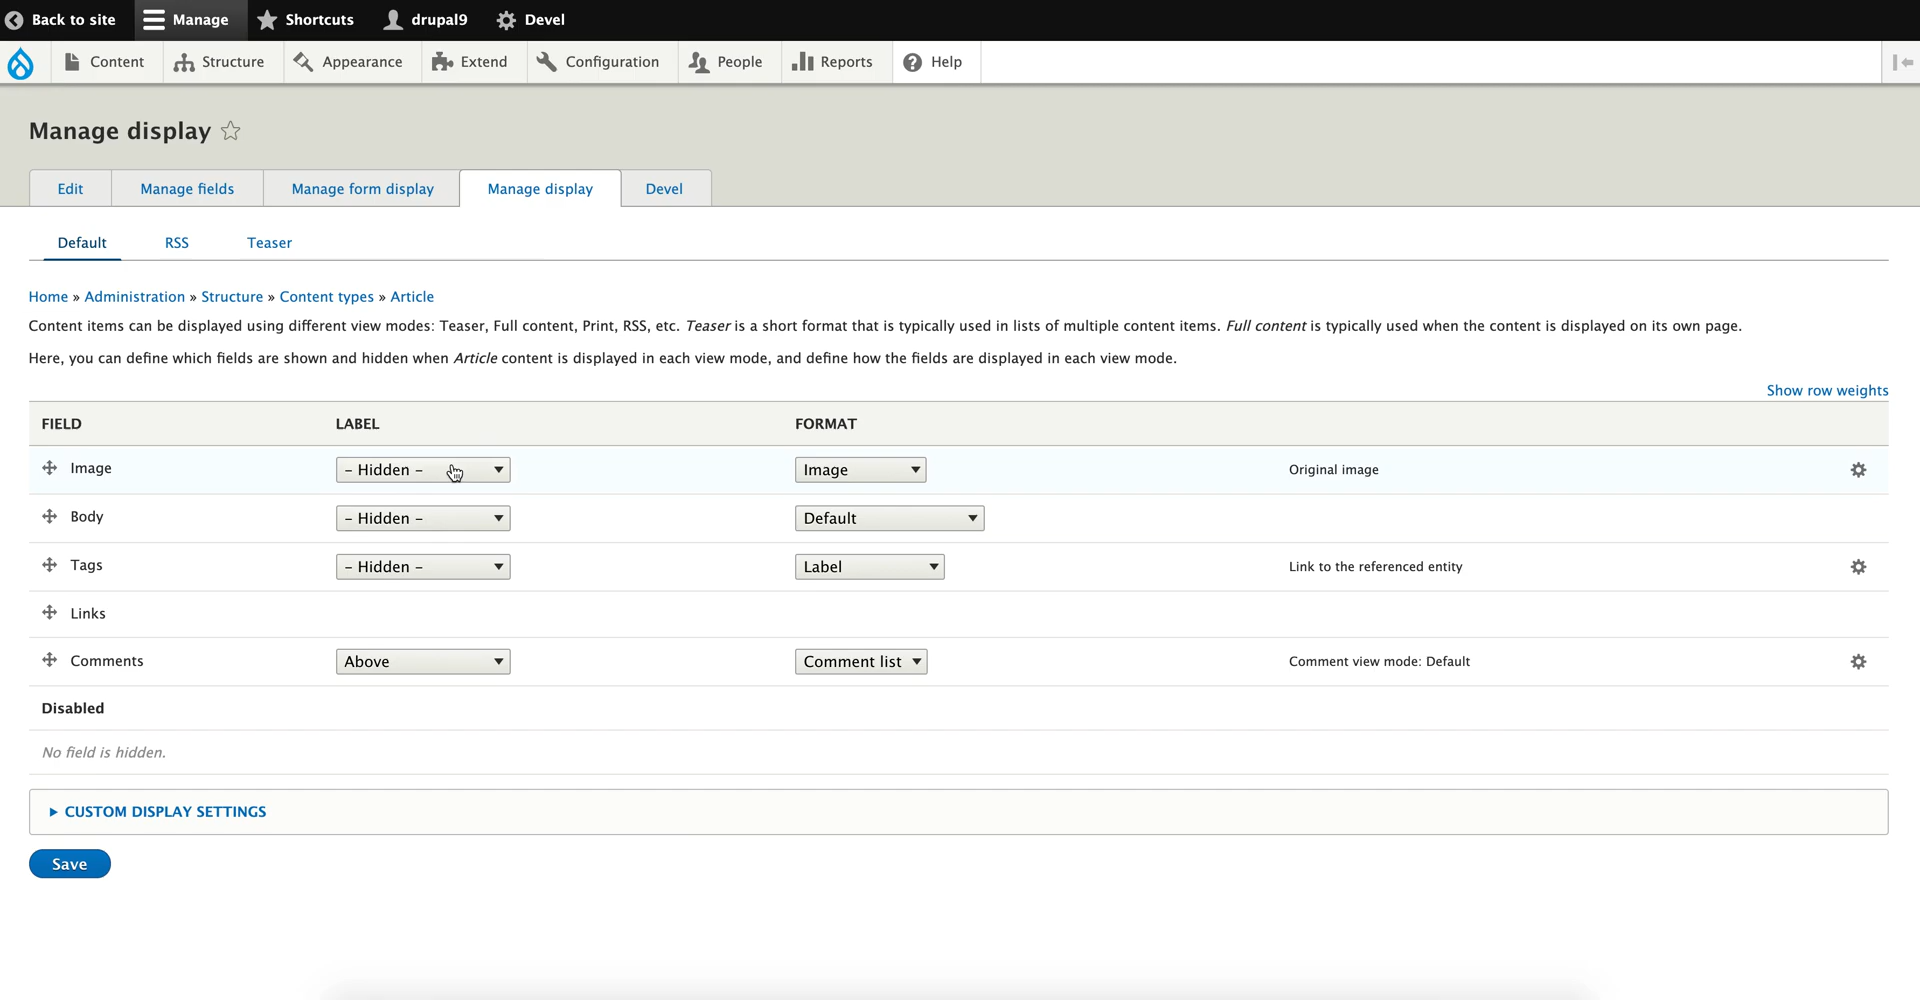 Back to site Manage Shortcuts drupal9 Devel
Content Structure Appearance Extend Configuration People Reports Help
Manage display
Edit Manage fields Manage form display Manage display Devel
Default RSS Teaser
Home » Administration » Structure » Content types » Article
Content items can be displayed using different view modes: Teaser, Full content, Print, RSS, etc. Teaser is a short format that is typically used in lists of multiple content items. Full content is typically used when the content is displayed on its own page.
Here, you can define which fields are shown and hidden when Article content is displayed in each view mode, and define how the fields are displayed in each view mode.
Show row weights
FIELD LABEL FORMAT
Image - Hidden - Image Original image
Body - Hidden - Default
Tags - Hidden - Label Link to the referenced entity
Links
Comments Above Comment list Comment view mode: Default
Disabled
No field is hidden.
CUSTOM DISPLAY SETTINGS
Save